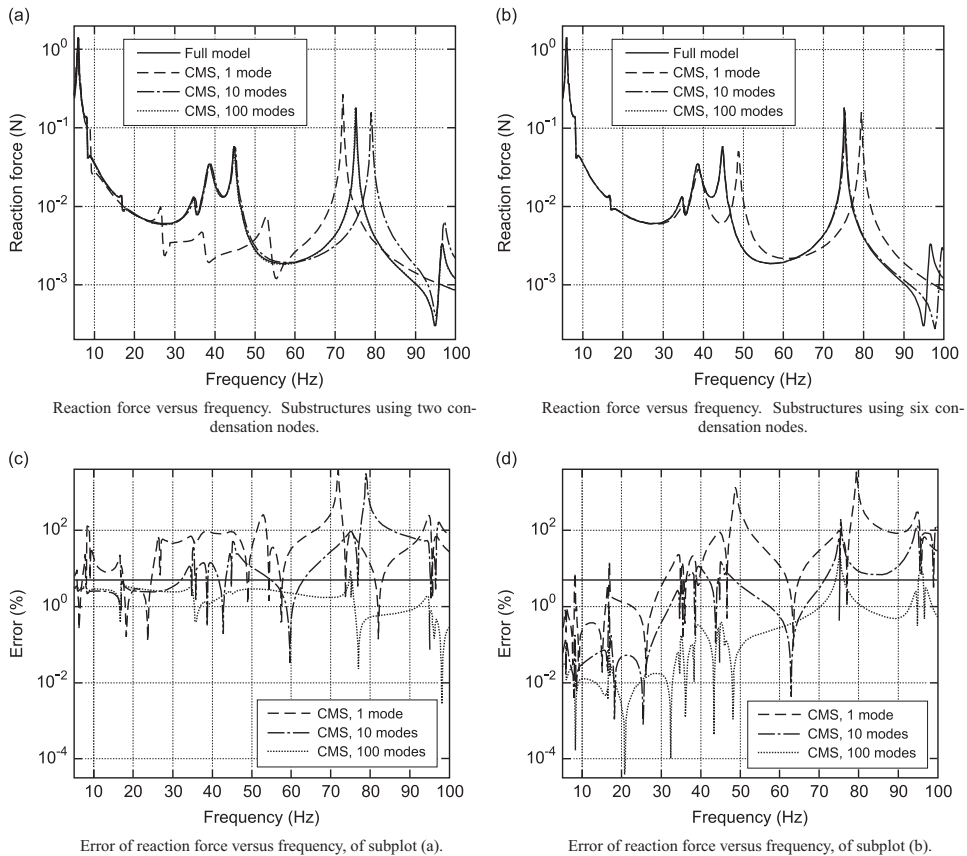 (a)
10^0
10^-1
10^-2
10^-3
Reaction force (N)
Full model
CMS, 1 mode
CMS, 10 modes
CMS, 100 modes
10 20 30 40 50 60 70 80 90 100
Frequency (Hz)
Reaction force versus frequency. Substructures using two con-
densation nodes.
(b)
10^0
10^-1
10^-2
10^-3
Reaction force (N)
Full model
CMS, 1 mode
CMS, 10 modes
CMS, 100 modes
10 20 30 40 50 60 70 80 90 100
Frequency (Hz)
Reaction force versus frequency. Substructures using six con-
densation nodes.
(c)
10^2
10^0
10^-2
10^-4
Error (%)
CMS, 1 mode
CMS, 10 modes
CMS, 100 modes
10 20 30 40 50 60 70 80 90 100
Frequency (Hz)
Error of reaction force versus frequency, of subplot (a).
(d)
10^2
10^0
10^-2
10^-4
Error (%)
CMS, 1 mode
CMS, 10 modes
CMS, 100 modes
10 20 30 40 50 60 70 80 90 100
Frequency (Hz)
Error of reaction force versus frequency, of subplot (b).